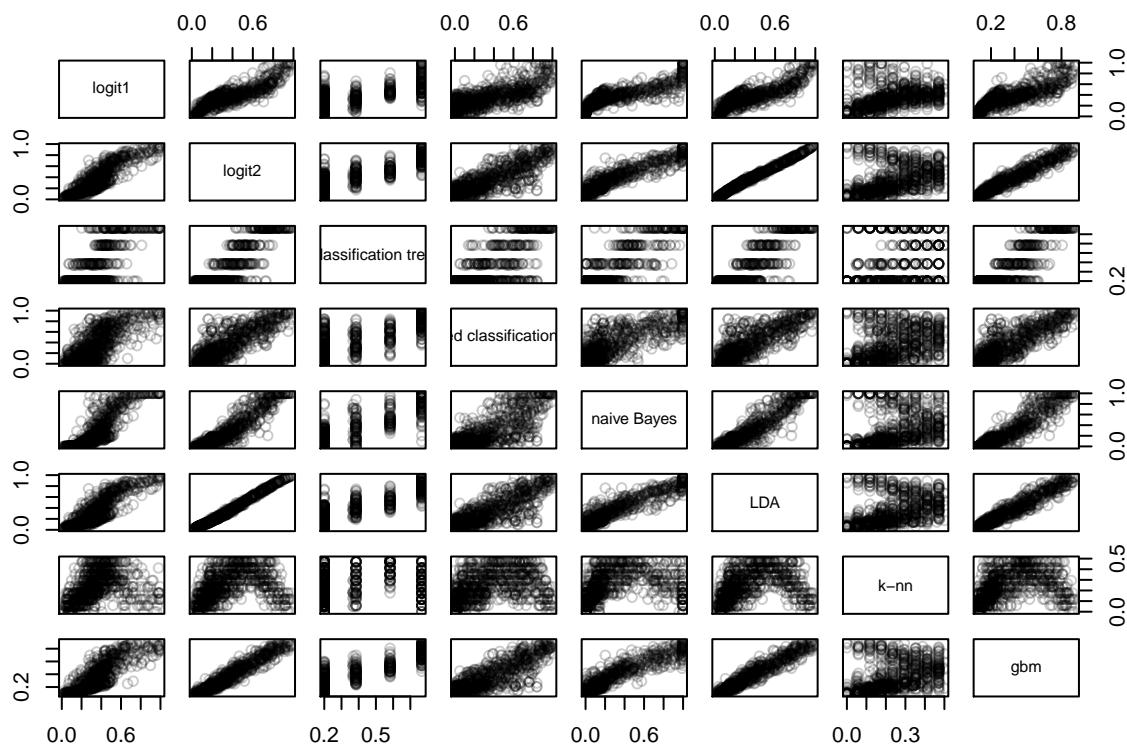 0.0 0.6
0.0 0.6
0.0 0.6
0.2 0.8
logit1
0.0 1.0
0.0 1.0
logit2
lassification tre
0.2
0.0 1.0
ed classification
naive Bayes
0.0 1.0
0.0 1.0
LDA
k−nn
0.0 0.5
0.2
gbm
0.0 0.6
0.2 0.5
0.0 0.6
0.0 0.3